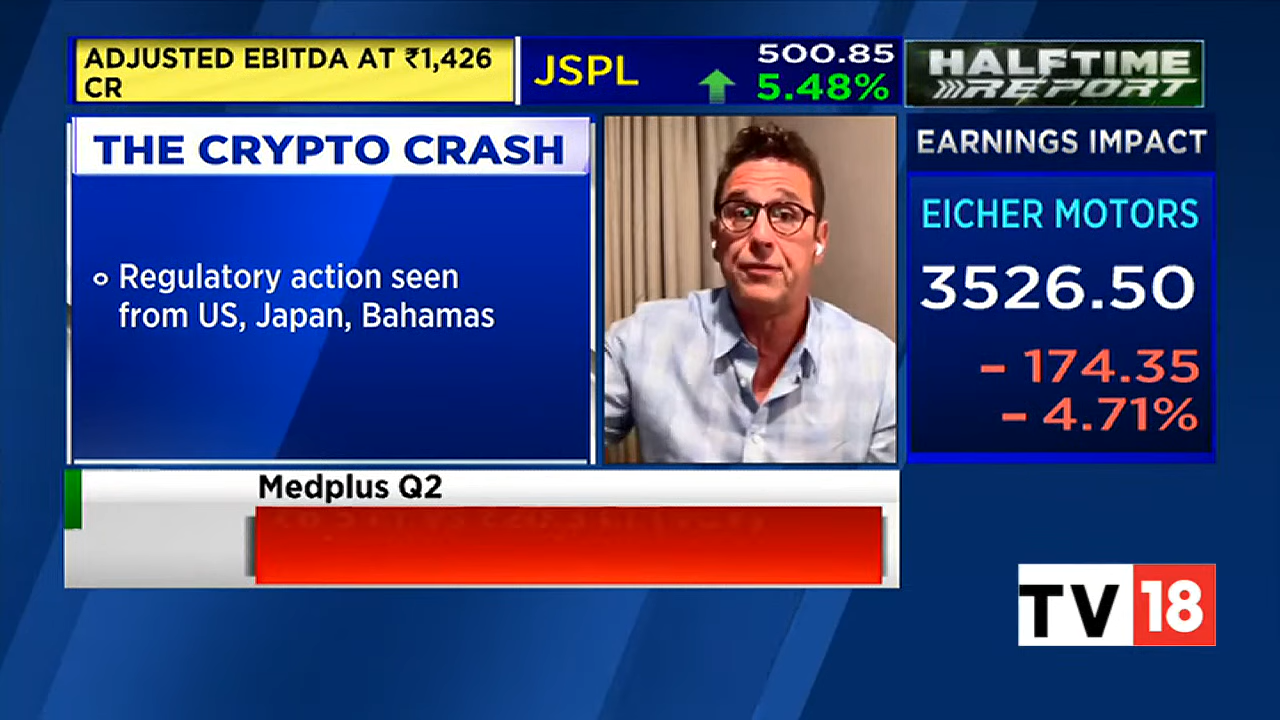 ADJUSTED EBITDA AT ₹1,426
CR
JSPL
500.85
5.48%
HALFTIME
REPORT
THE CRYPTO CRASH
Regulatory action seen
from US, Japan, Bahamas
EARNINGS IMPACT
EICHER MOTORS
3526.50
– 174.35
– 4.71%
Medplus Q2
TV18